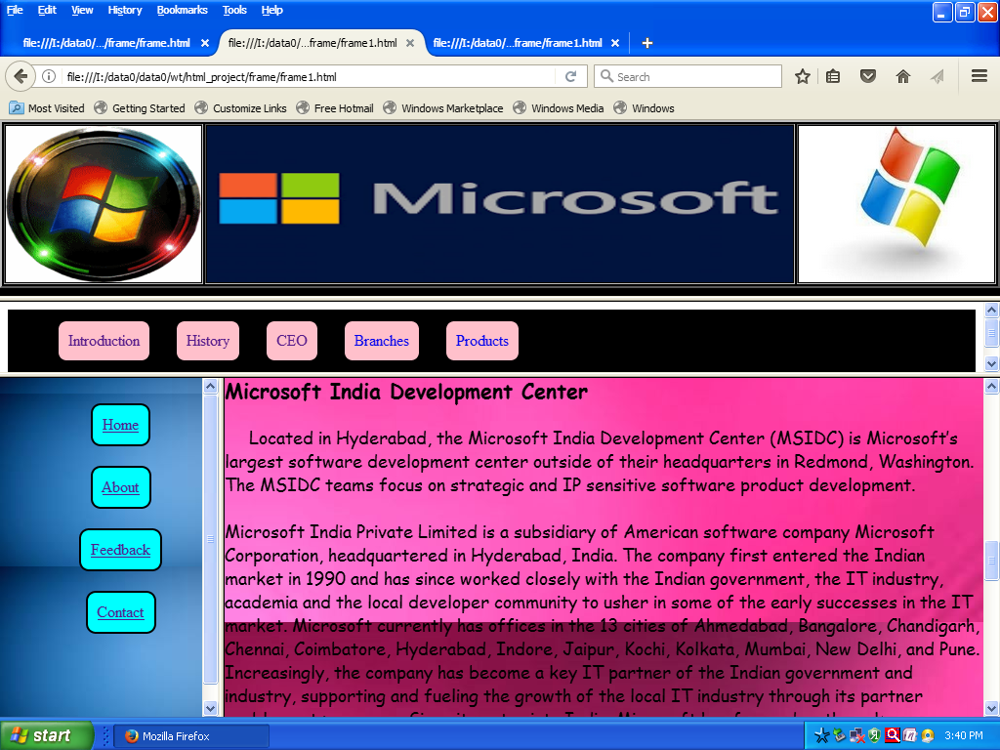 File Edit View History Bookmarks Tools Help
file:///I:/data0/.../frame/frame.html × file:///I:/data0/d...frame/frame1.html × file:///I:/data0/d...frame/frame1.html × +
file:///I:/data0/data0/wt/html_project/frame/frame1.html Search
Most Visited Getting Started Customize Links Free Hotmail Windows Marketplace Windows Media Windows
Microsoft
Introduction History CEO Branches Products
Home
About
Feedback
Contact
Microsoft India Development Center
Located in Hyderabad, the Microsoft India Development Center (MSIDC) is Microsoft's
largest software development center outside of their headquarters in Redmond, Washington.
The MSIDC teams focus on strategic and IP sensitive software product development.
Microsoft India Private Limited is a subsidiary of American software company Microsoft
Corporation, headquartered in Hyderabad, India. The company first entered the Indian
market in 1990 and has since worked closely with the Indian government, the IT industry,
academia and the local developer community to usher in some of the early successes in the IT
market. Microsoft currently has offices in the 13 cities of Ahmedabad, Bangalore, Chandigarh,
Chennai, Coimbatore, Hyderabad, Indore, Jaipur, Kochi, Kolkata, Mumbai, New Delhi, and Pune.
Increasingly, the company has become a key IT partner of the Indian government and
industry, supporting and fueling the growth of the local IT industry through its partner
start Mozilla Firefox 3:40 PM